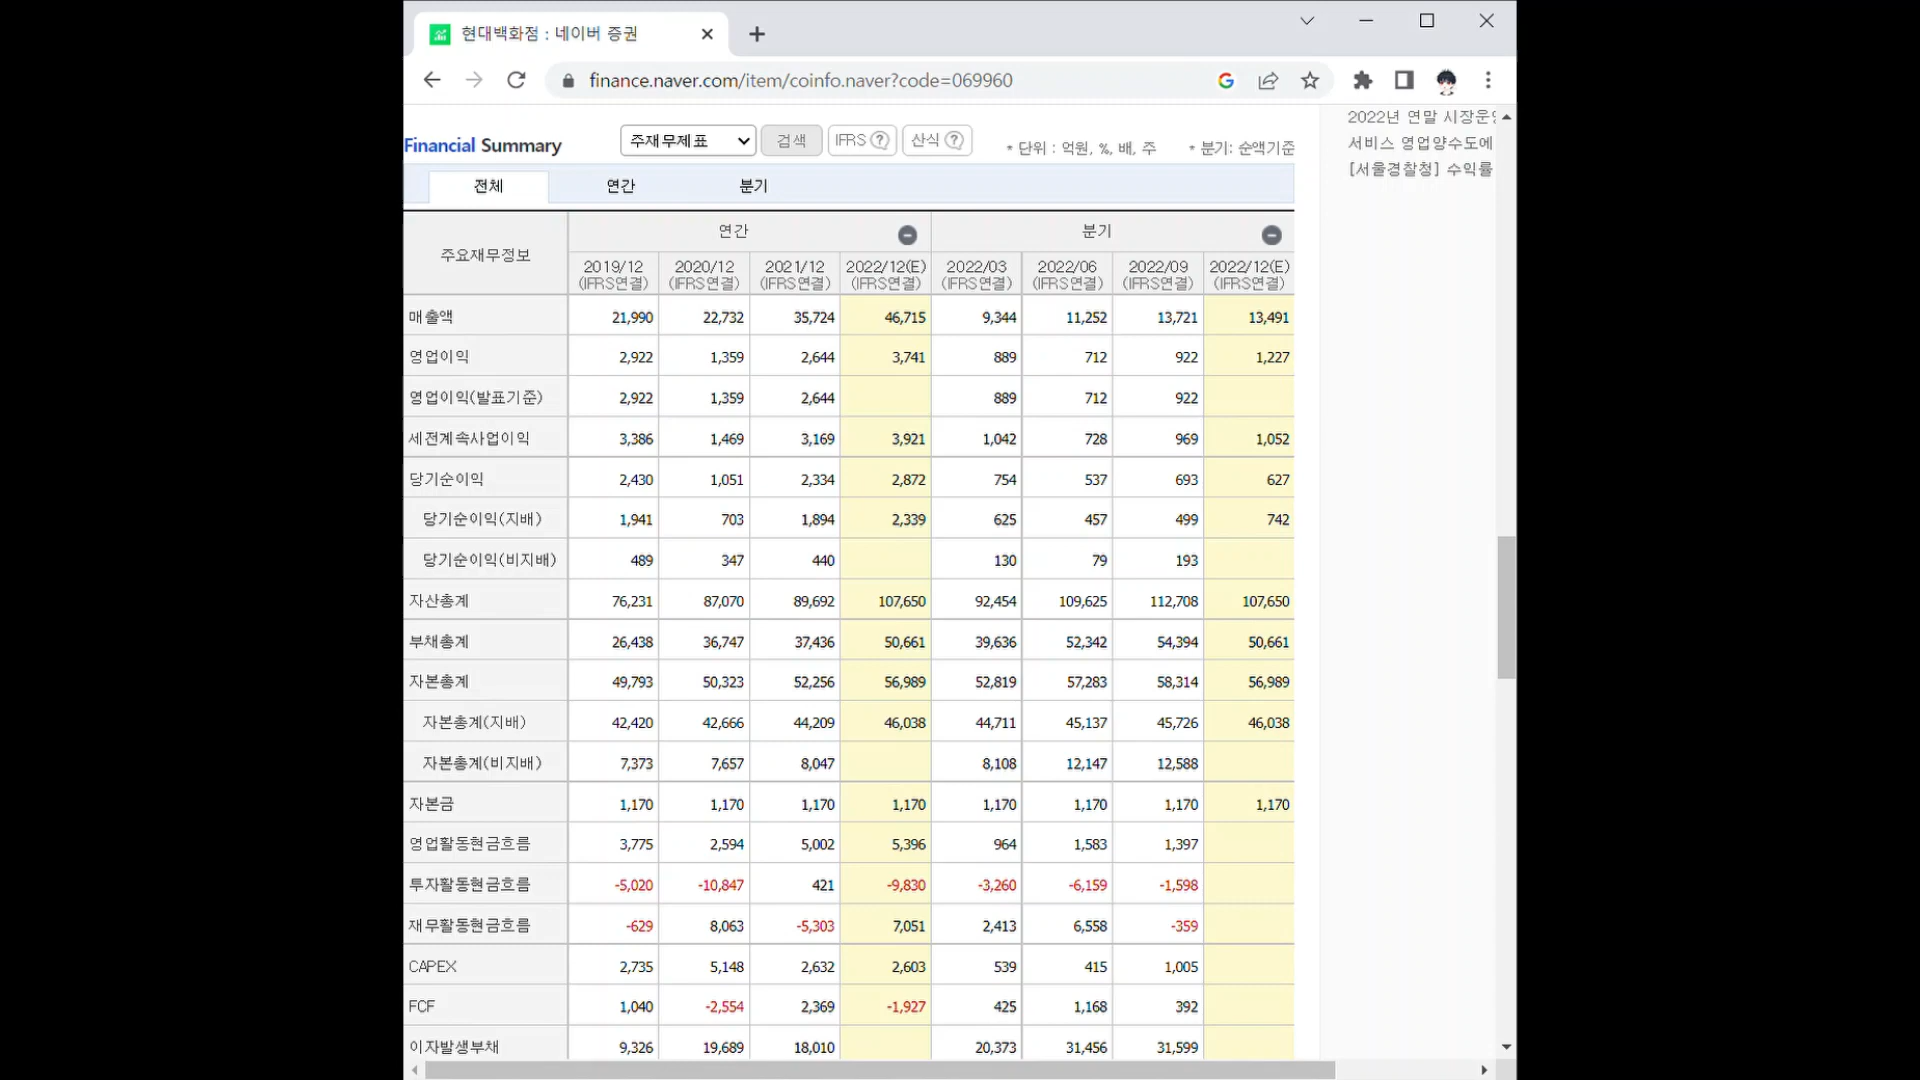 현대백화점 : 네이버 증권
finance.naver.com/item/coinfo.naver?code=069960
2022년 연말 시장운영
서비스 영업양수도에
[서울경찰청] 수익률
Financial Summary 주재무제표 검색 IFRS ? 산식 ? * 단위 : 억원, %, 배, 주 * 분기: 순액기준
전체 연간 분기
주요재무정보 연간 분기
2019/12 2020/12 2021/12 2022/12(E) 2022/03 2022/06 2022/09 2022/12(E)
(IFRS연결) (IFRS연결) (IFRS연결) (IFRS연결) (IFRS연결) (IFRS연결) (IFRS연결) (IFRS연결)
매출액 21,990 22,732 35,724 46,715 9,344 11,252 13,721 13,491
영업이익 2,922 1,359 2,644 3,741 889 712 922 1,227
영업이익(발표기준) 2,922 1,359 2,644 889 712 922
세전계속사업이익 3,386 1,469 3,169 3,921 1,042 728 969 1,052
당기순이익 2,430 1,051 2,334 2,872 754 537 693 627
당기순이익(지배) 1,941 703 1,894 2,339 625 457 499 742
당기순이익(비지배) 489 347 440 130 79 193
자산총계 76,231 87,070 89,692 107,650 92,454 109,625 112,708 107,650
부채총계 26,438 36,747 37,436 50,661 39,636 52,342 54,394 50,661
자본총계 49,793 50,323 52,256 56,989 52,819 57,283 58,314 56,989
자본총계(지배) 42,420 42,666 44,209 46,038 44,711 45,137 45,726 46,038
자본총계(비지배) 7,373 7,657 8,047 8,108 12,147 12,588
자본금 1,170 1,170 1,170 1,170 1,170 1,170 1,170 1,170
영업활동현금흐름 3,775 2,594 5,002 5,396 964 1,583 1,397
투자활동현금흐름 -5,020 -10,847 421 -9,830 -3,260 -6,159 -1,598
재무활동현금흐름 -629 8,063 -5,303 7,051 2,413 6,558 -359
CAPEX 2,735 5,148 2,632 2,603 539 415 1,005
FCF 1,040 -2,554 2,369 -1,927 425 1,168 392
이자발생부채 9,326 19,689 18,010 20,373 31,456 31,599